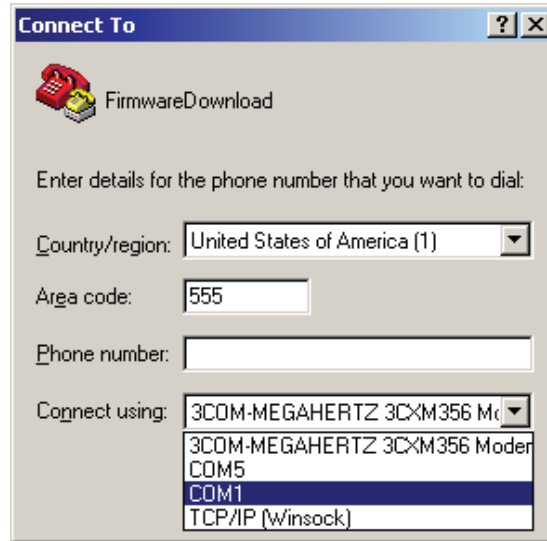 Connect To
FirmwareDownload
Enter details for the phone number that you want to dial:
Country/region: United States of America (1)
Area code: 555
Phone number:
Connect using: 3COM-MEGAHERTZ 3CXM356 Mc
3COM-MEGAHERTZ 3CXM356 Moder
COM5
COM1
TCP/IP (Winsock)